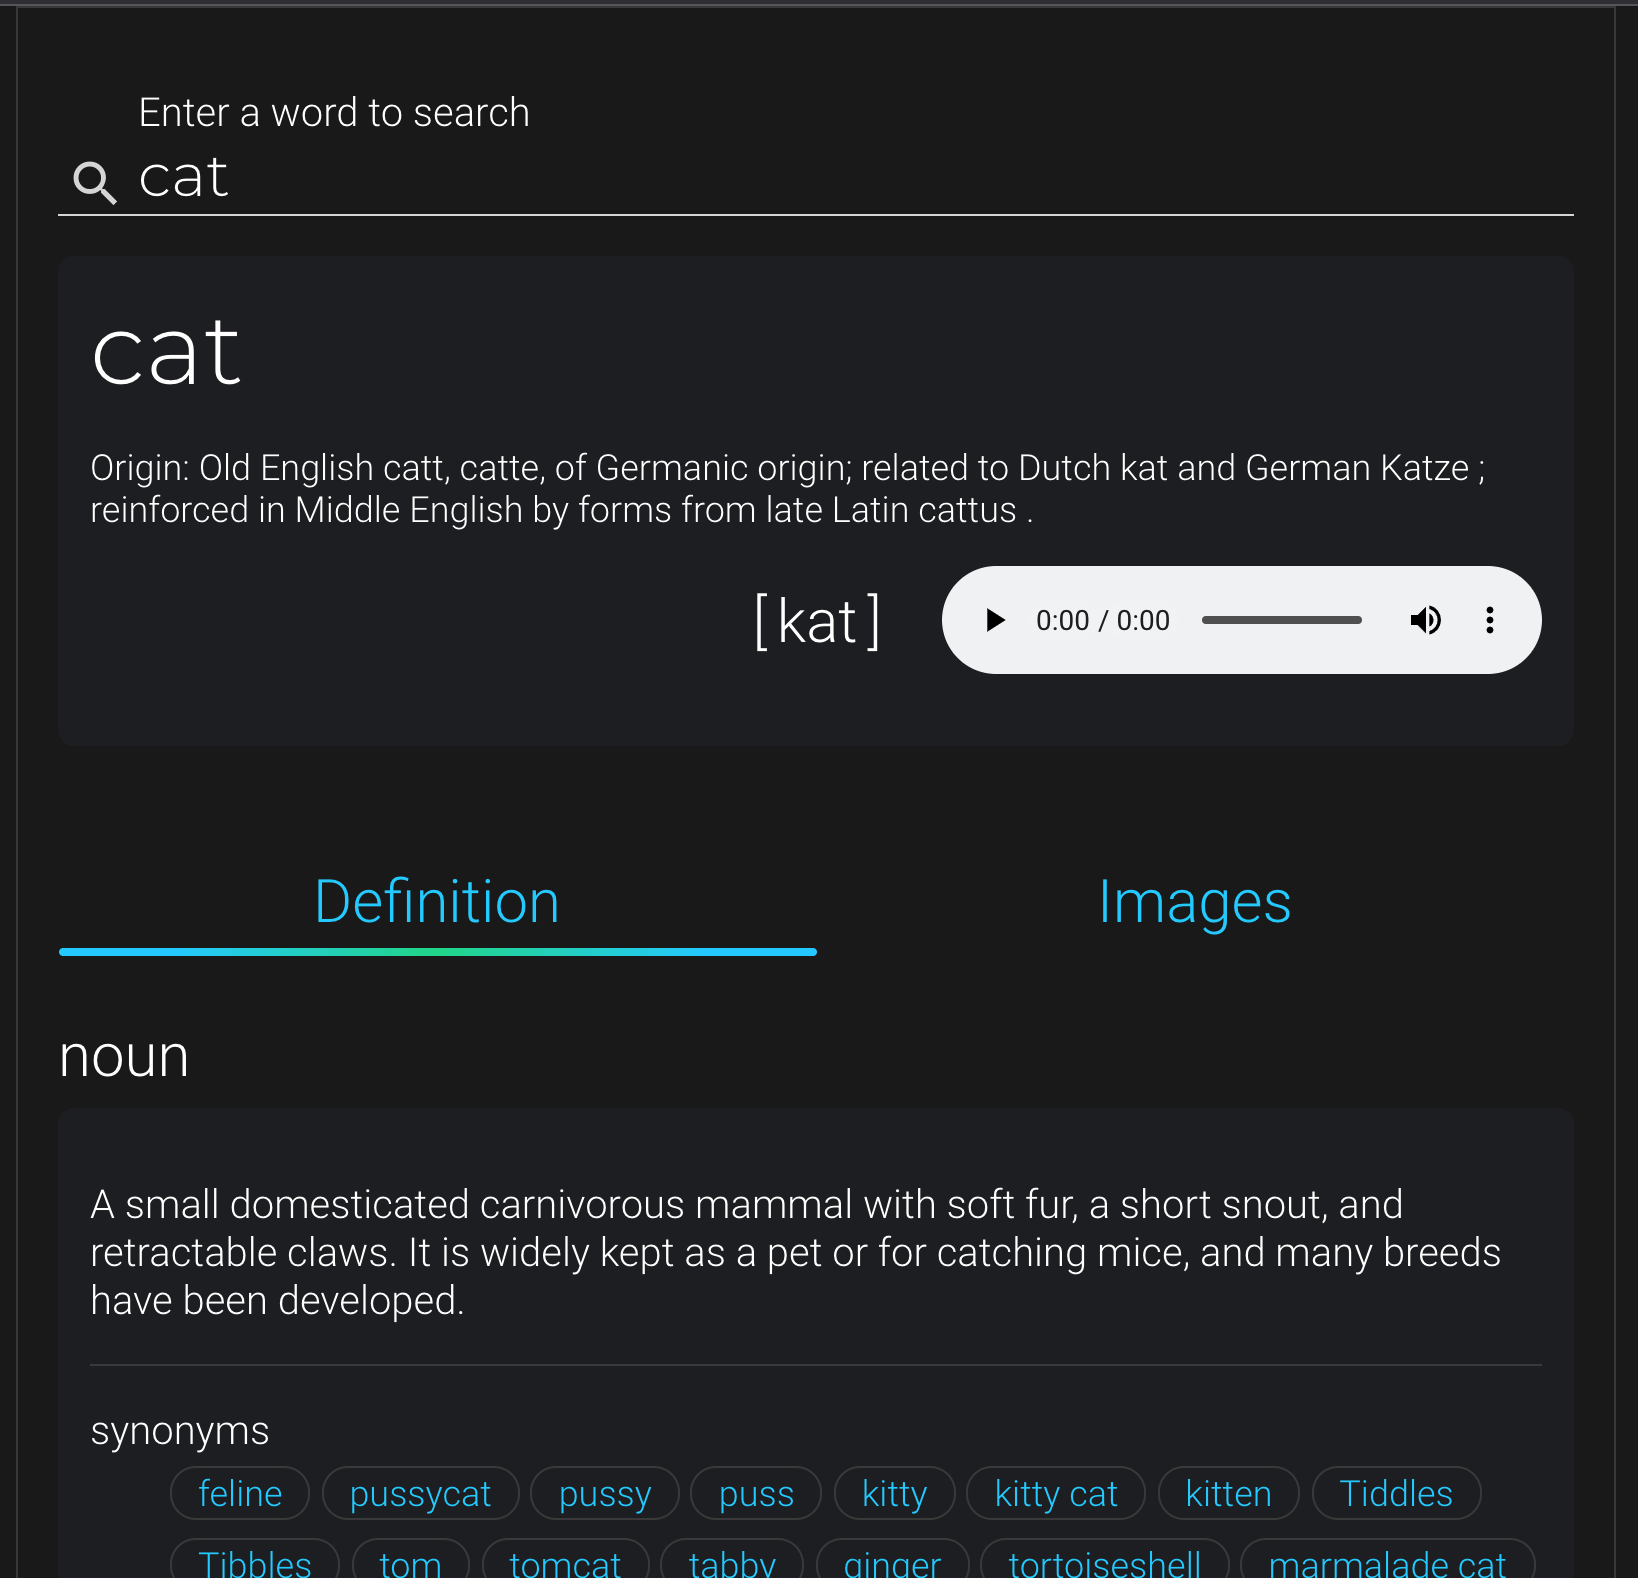 Enter a word to search
cat
cat
Origin: Old English catt, catte, of Germanic origin; related to Dutch kat and German Katze ;
reinforced in Middle English by forms from late Latin cattus .
[ kat ]
0:00 / 0:00
Definition
Images
noun
A small domesticated carnivorous mammal with soft fur, a short snout, and
retractable claws. It is widely kept as a pet or for catching mice, and many breeds
have been developed.
synonyms
feline pussycat pussy puss kitty kitty cat kitten Tiddles
Tibbles tom tomcat tabby ginger tortoiseshell marmalade cat